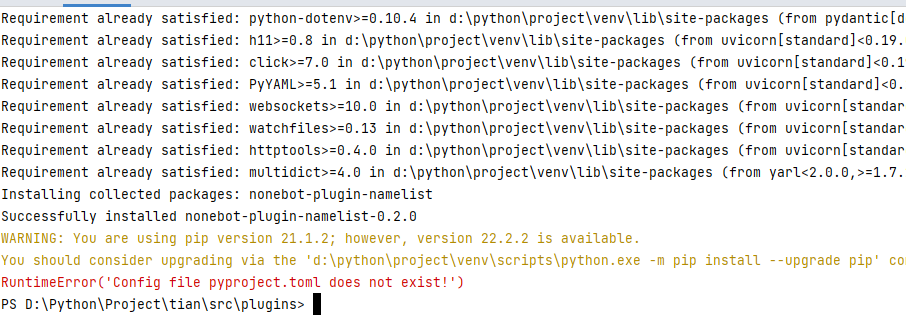 Requirement already satisfied: python-dotenv>=0.10.4 in d:\python\project\venv\lib\site-packages (from pydantic[d
Requirement already satisfied: h11>=0.8 in d:\python\project\venv\lib\site-packages (from uvicorn[standard]<0.19.
Requirement already satisfied: click>=7.0 in d:\python\project\venv\lib\site-packages (from uvicorn[standard]<0.1
Requirement already satisfied: PyYAML>=5.1 in d:\python\project\venv\lib\site-packages (from uvicorn[standard]<0.
Requirement already satisfied: websockets>=10.0 in d:\python\project\venv\lib\site-packages (from uvicorn[standar
Requirement already satisfied: watchfiles>=0.13 in d:\python\project\venv\lib\site-packages (from uvicorn[standar
Requirement already satisfied: httptools>=0.4.0 in d:\python\project\venv\lib\site-packages (from uvicorn[standar
Requirement already satisfied: multidict>=4.0 in d:\python\project\venv\lib\site-packages (from yarl<2.0.0,>=1.7.
Installing collected packages: nonebot-plugin-namelist
Successfully installed nonebot-plugin-namelist-0.2.0
WARNING: You are using pip version 21.1.2; however, version 22.2.2 is available.
You should consider upgrading via the 'd:\python\project\venv\scripts\python.exe -m pip install --upgrade pip' co
RuntimeError('Config file pyproject.toml does not exist!')
PS D:\Python\Project\tian\src\plugins>